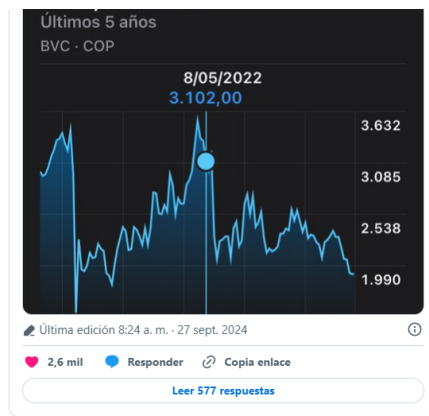 Últimos 5 años
BVC · COP
8/05/2022
3.102,00
3.632
3.085
2.538
1.990
Última edición 8:24 a. m. · 27 sept. 2024
2,6 mil Responder Copia enlace
Leer 577 respuestas